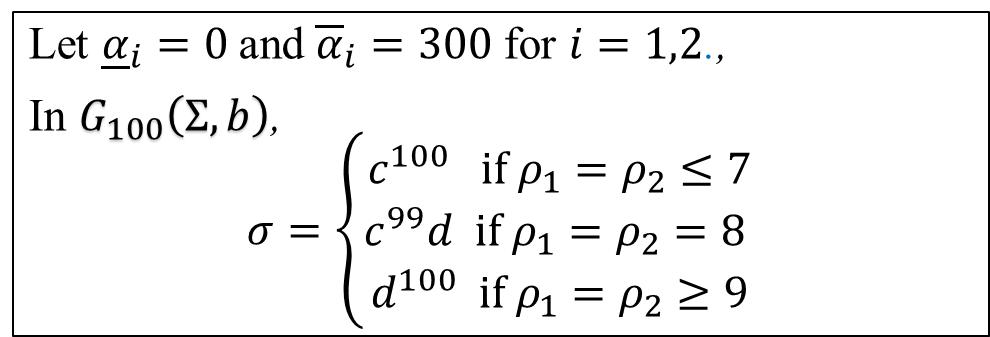 Let α̲ᵢ = 0 and α̅ᵢ = 300 for i = 1,2.,
In G₁₀₀(Σ, b),
σ = { c¹⁰⁰ if ρ₁ = ρ₂ ≤ 7
c⁹⁹d if ρ₁ = ρ₂ = 8
d¹⁰⁰ if ρ₁ = ρ₂ ≥ 9